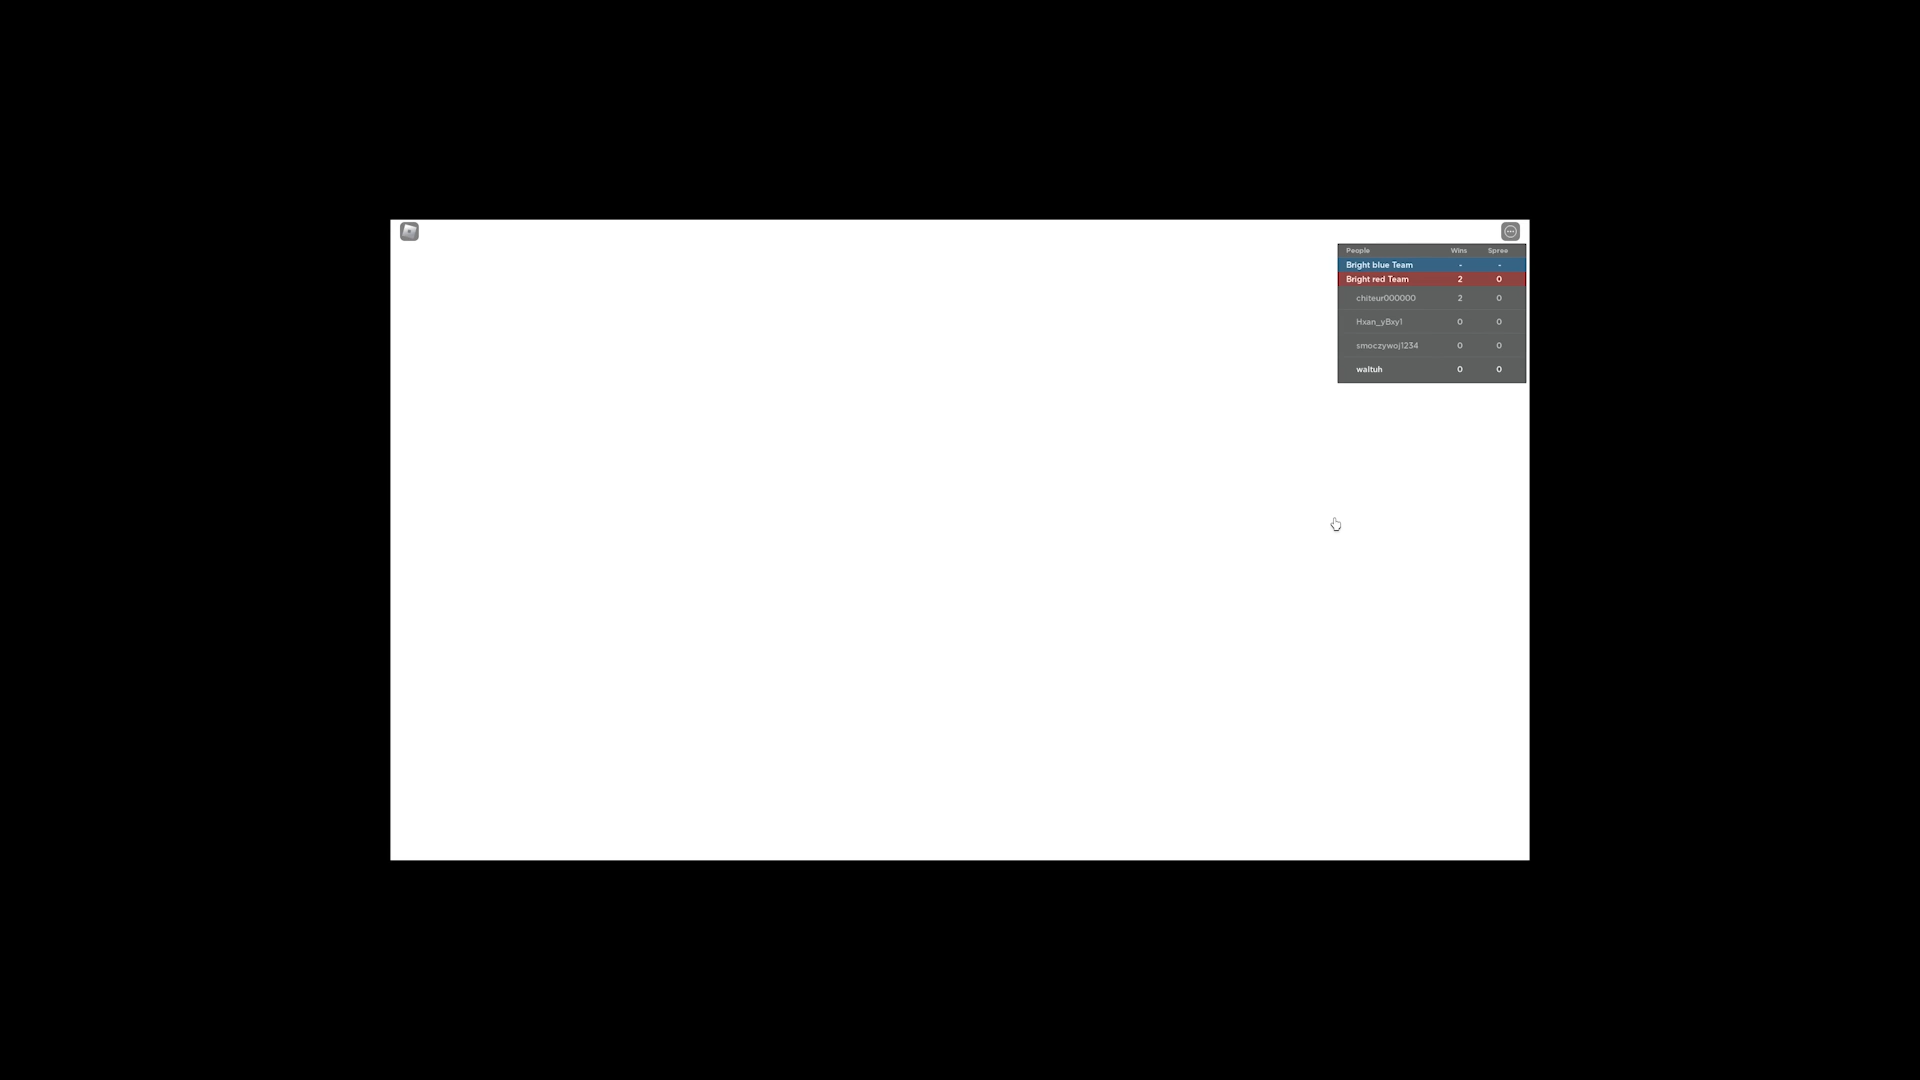 People Wins Spree
Bright blue Team - -
Bright red Team 2 0
chiteur000000 2 0
Hxan_yBxy1 0 0
smoczywoj1234 0 0
waltuh 0 0